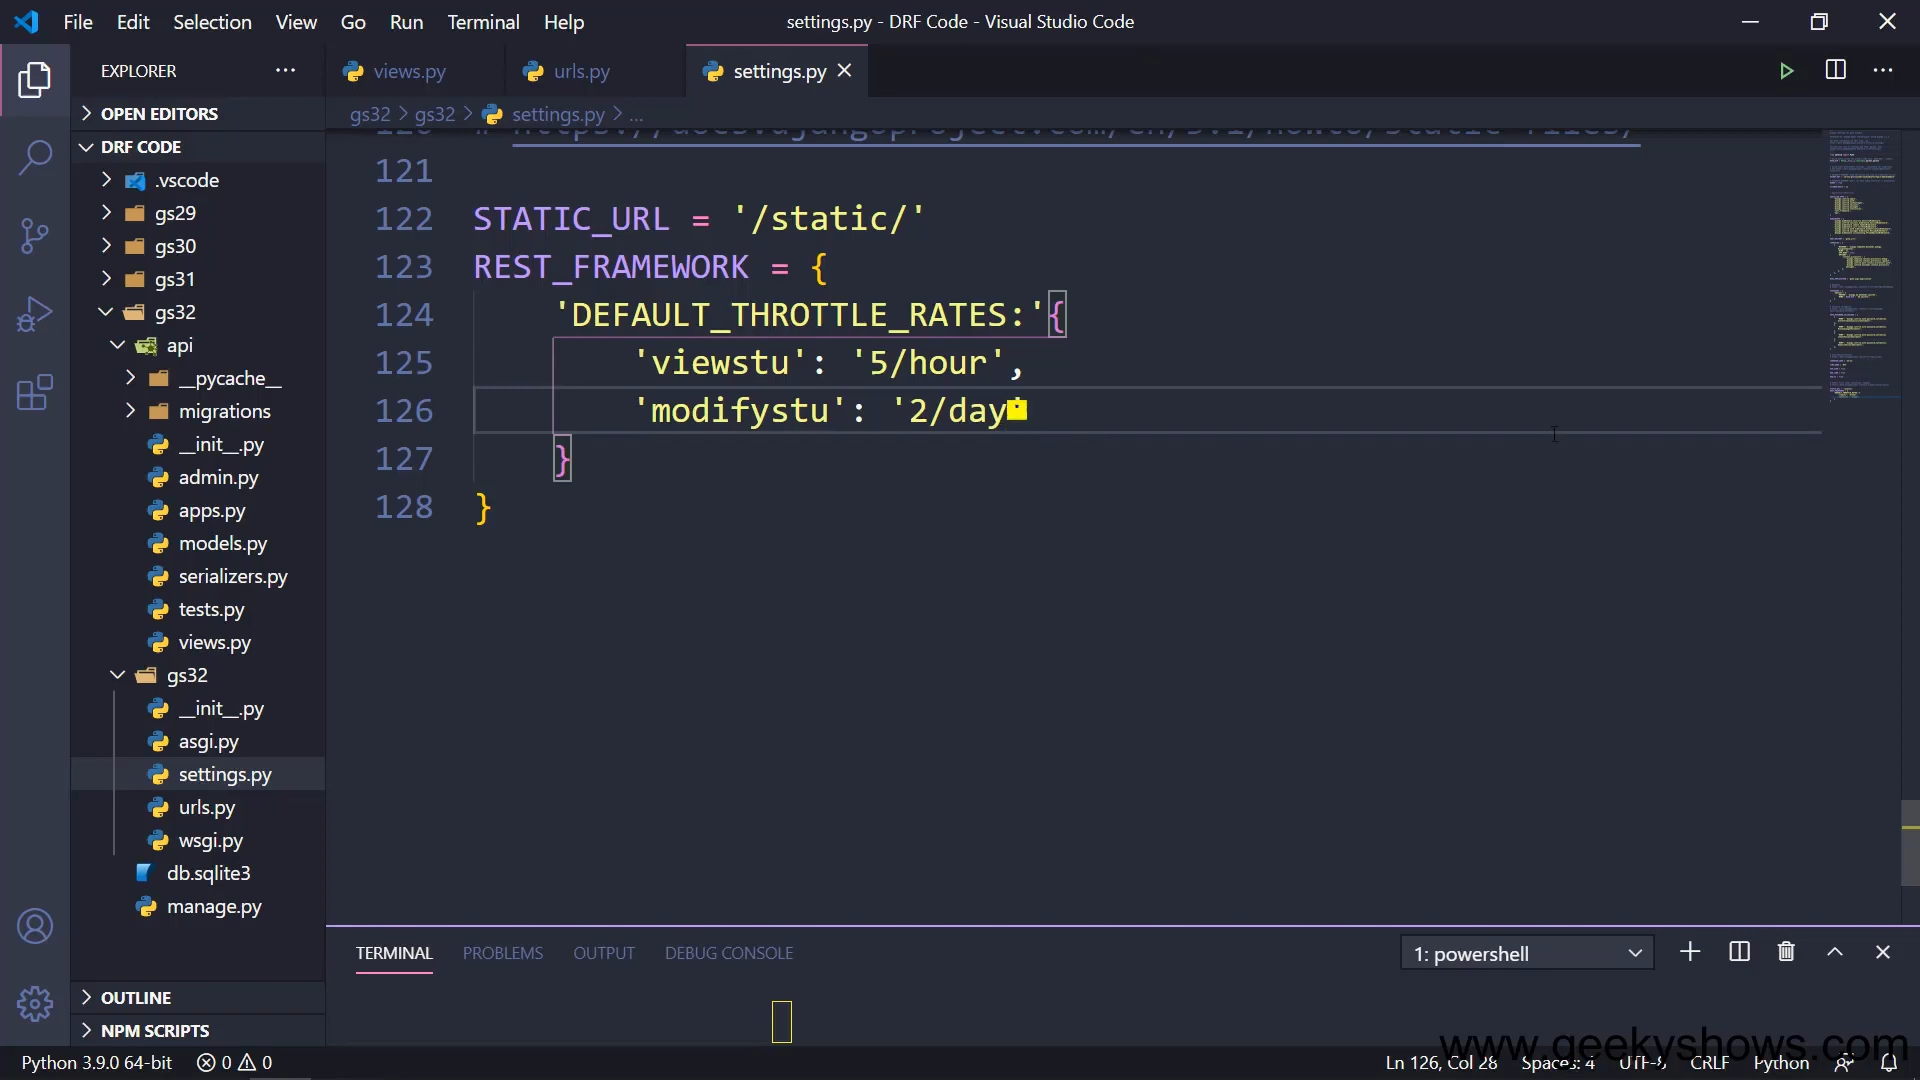 File Edit Selection View Go Run Terminal Help
settings.py - DRF Code - Visual Studio Code
EXPLORER
views.py
urls.py
settings.py
OPEN EDITORS
gs32 > gs32 > settings.py > ...
DRF CODE
.vscode
gs29
gs30
gs31
gs32
api
__pycache__
migrations
__init__.py
admin.py
apps.py
models.py
serializers.py
tests.py
views.py
gs32
__init__.py
asgi.py
settings.py
urls.py
wsgi.py
db.sqlite3
manage.py
OUTLINE
NPM SCRIPTS
121
122 STATIC_URL = '/static/'
123 REST_FRAMEWORK = {
124 'DEFAULT_THROTTLE_RATES:'{
125 'viewstu': '5/hour',
126 'modifystu': '2/day'
127 }
128 }
TERMINAL PROBLEMS OUTPUT DEBUG CONSOLE
1: powershell
www.geekyshows.com
Python 3.9.0 64-bit 0 0
Ln 126, Col 28 Spaces: 4 UTF-8 CRLF Python